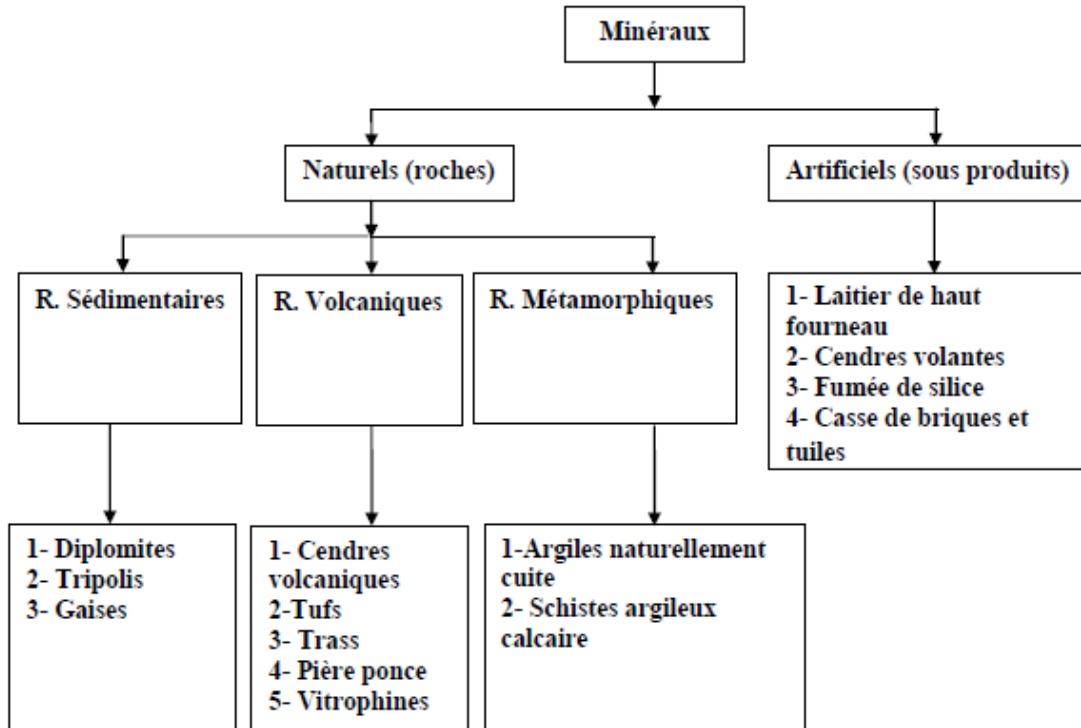 Minéraux
Naturels (roches)
Artificiels (sous produits)
R. Sédimentaires
R. Volcaniques
R. Métamorphiques
1- Laitier de haut
fourneau
2- Cendres volantes
3- Fumée de silice
4- Casse de briques et
tuiles
1- Diplomites
2- Tripolis
3- Gaises
1- Cendres
volcaniques
2-Tufs
3- Trass
4- Pière ponce
5- Vitrophines
1-Argiles naturellement
cuite
2- Schistes argileux
calcaire